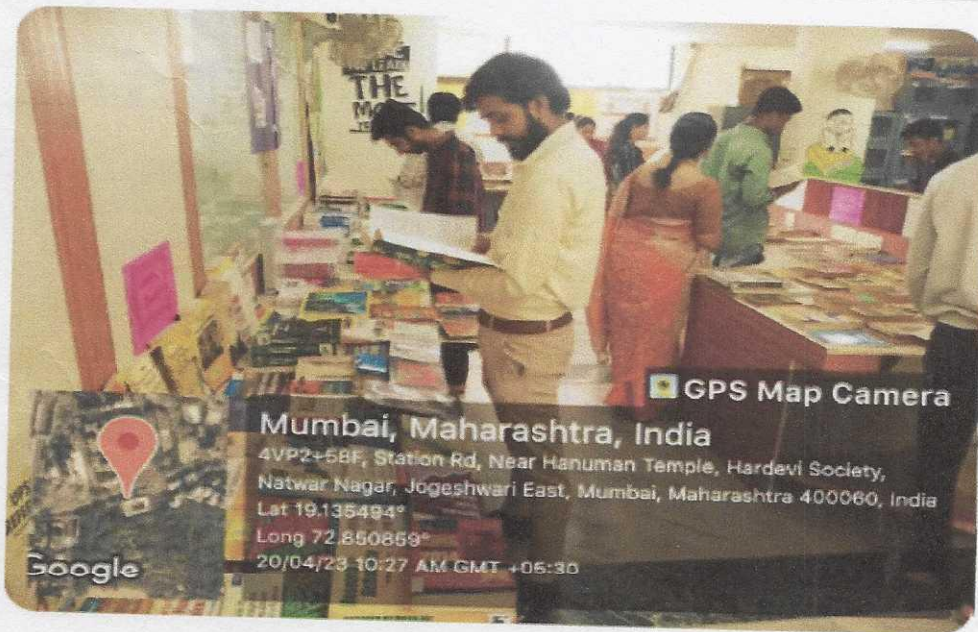 THE
GPS Map Camera
Mumbai, Maharashtra, India
4VP2+58F, Station Rd, Near Hanuman Temple, Hardevi Society,
Natwar Nagar, Jogeshwari East, Mumbai, Maharashtra 400060, India
Lat 19.135494°
Long 72.850859°
20/04/23 10:27 AM GMT +05:30
Google